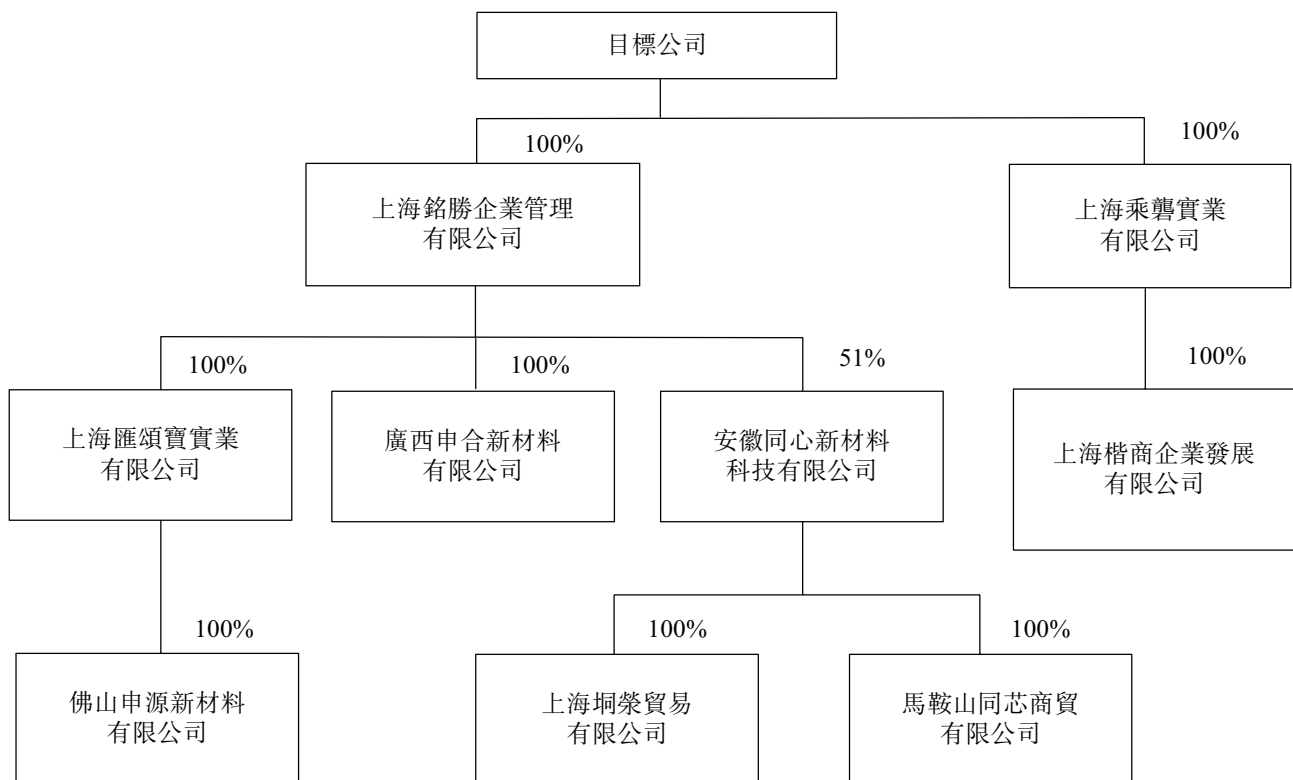 目標公司
100%
100%
上海銘勝企業管理
有限公司
上海乘礱實業
有限公司
100%
100%
51%
100%
上海匯頌寶實業
有限公司
廣西申合新材料
有限公司
安徽同心新材料
科技有限公司
上海楷商企業發展
有限公司
100%
100%
100%
佛山申源新材料
有限公司
上海垌滎貿易
有限公司
馬鞍山同芯商貿
有限公司